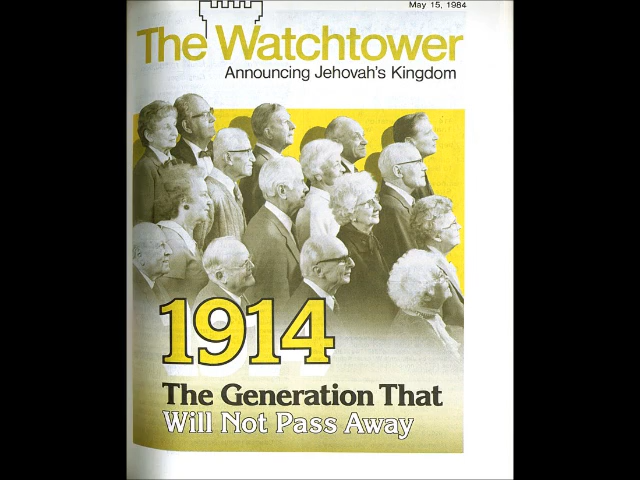 May 15, 1984
The Watchtower
Announcing Jehovah's Kingdom
1914
The Generation That
Will Not Pass Away